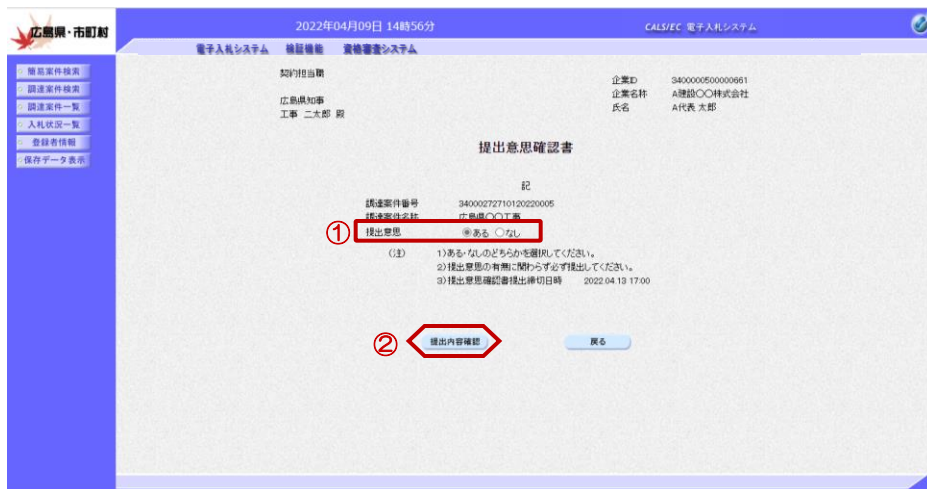 広島県・市町村
2022年04月09日 14時56分
CALS/EC 電子入札システム
電子入札システム 検証機能 資格審査システム
簡易案件検索
調達案件検索
調達案件一覧
入札状況一覧
登録者情報
保存データ表示
契約担当職
広島県知事
工事 二太郎 殿
企業ID 3400000500000661
企業名称 A建設〇〇株式会社
氏名 A代表 太郎
提出意思確認書
記
調達案件番号 34000272710120220005
調達案件名称 広島県〇〇工事
① 提出意思 ある なし
(注) 1)ある・なしのどちらかを選択してください。
2)提出意思の有無に関わらず必ず提出してください。
3)提出意思確認書提出締切日時 2022.04.13 17:00
② 提出内容確認 戻る